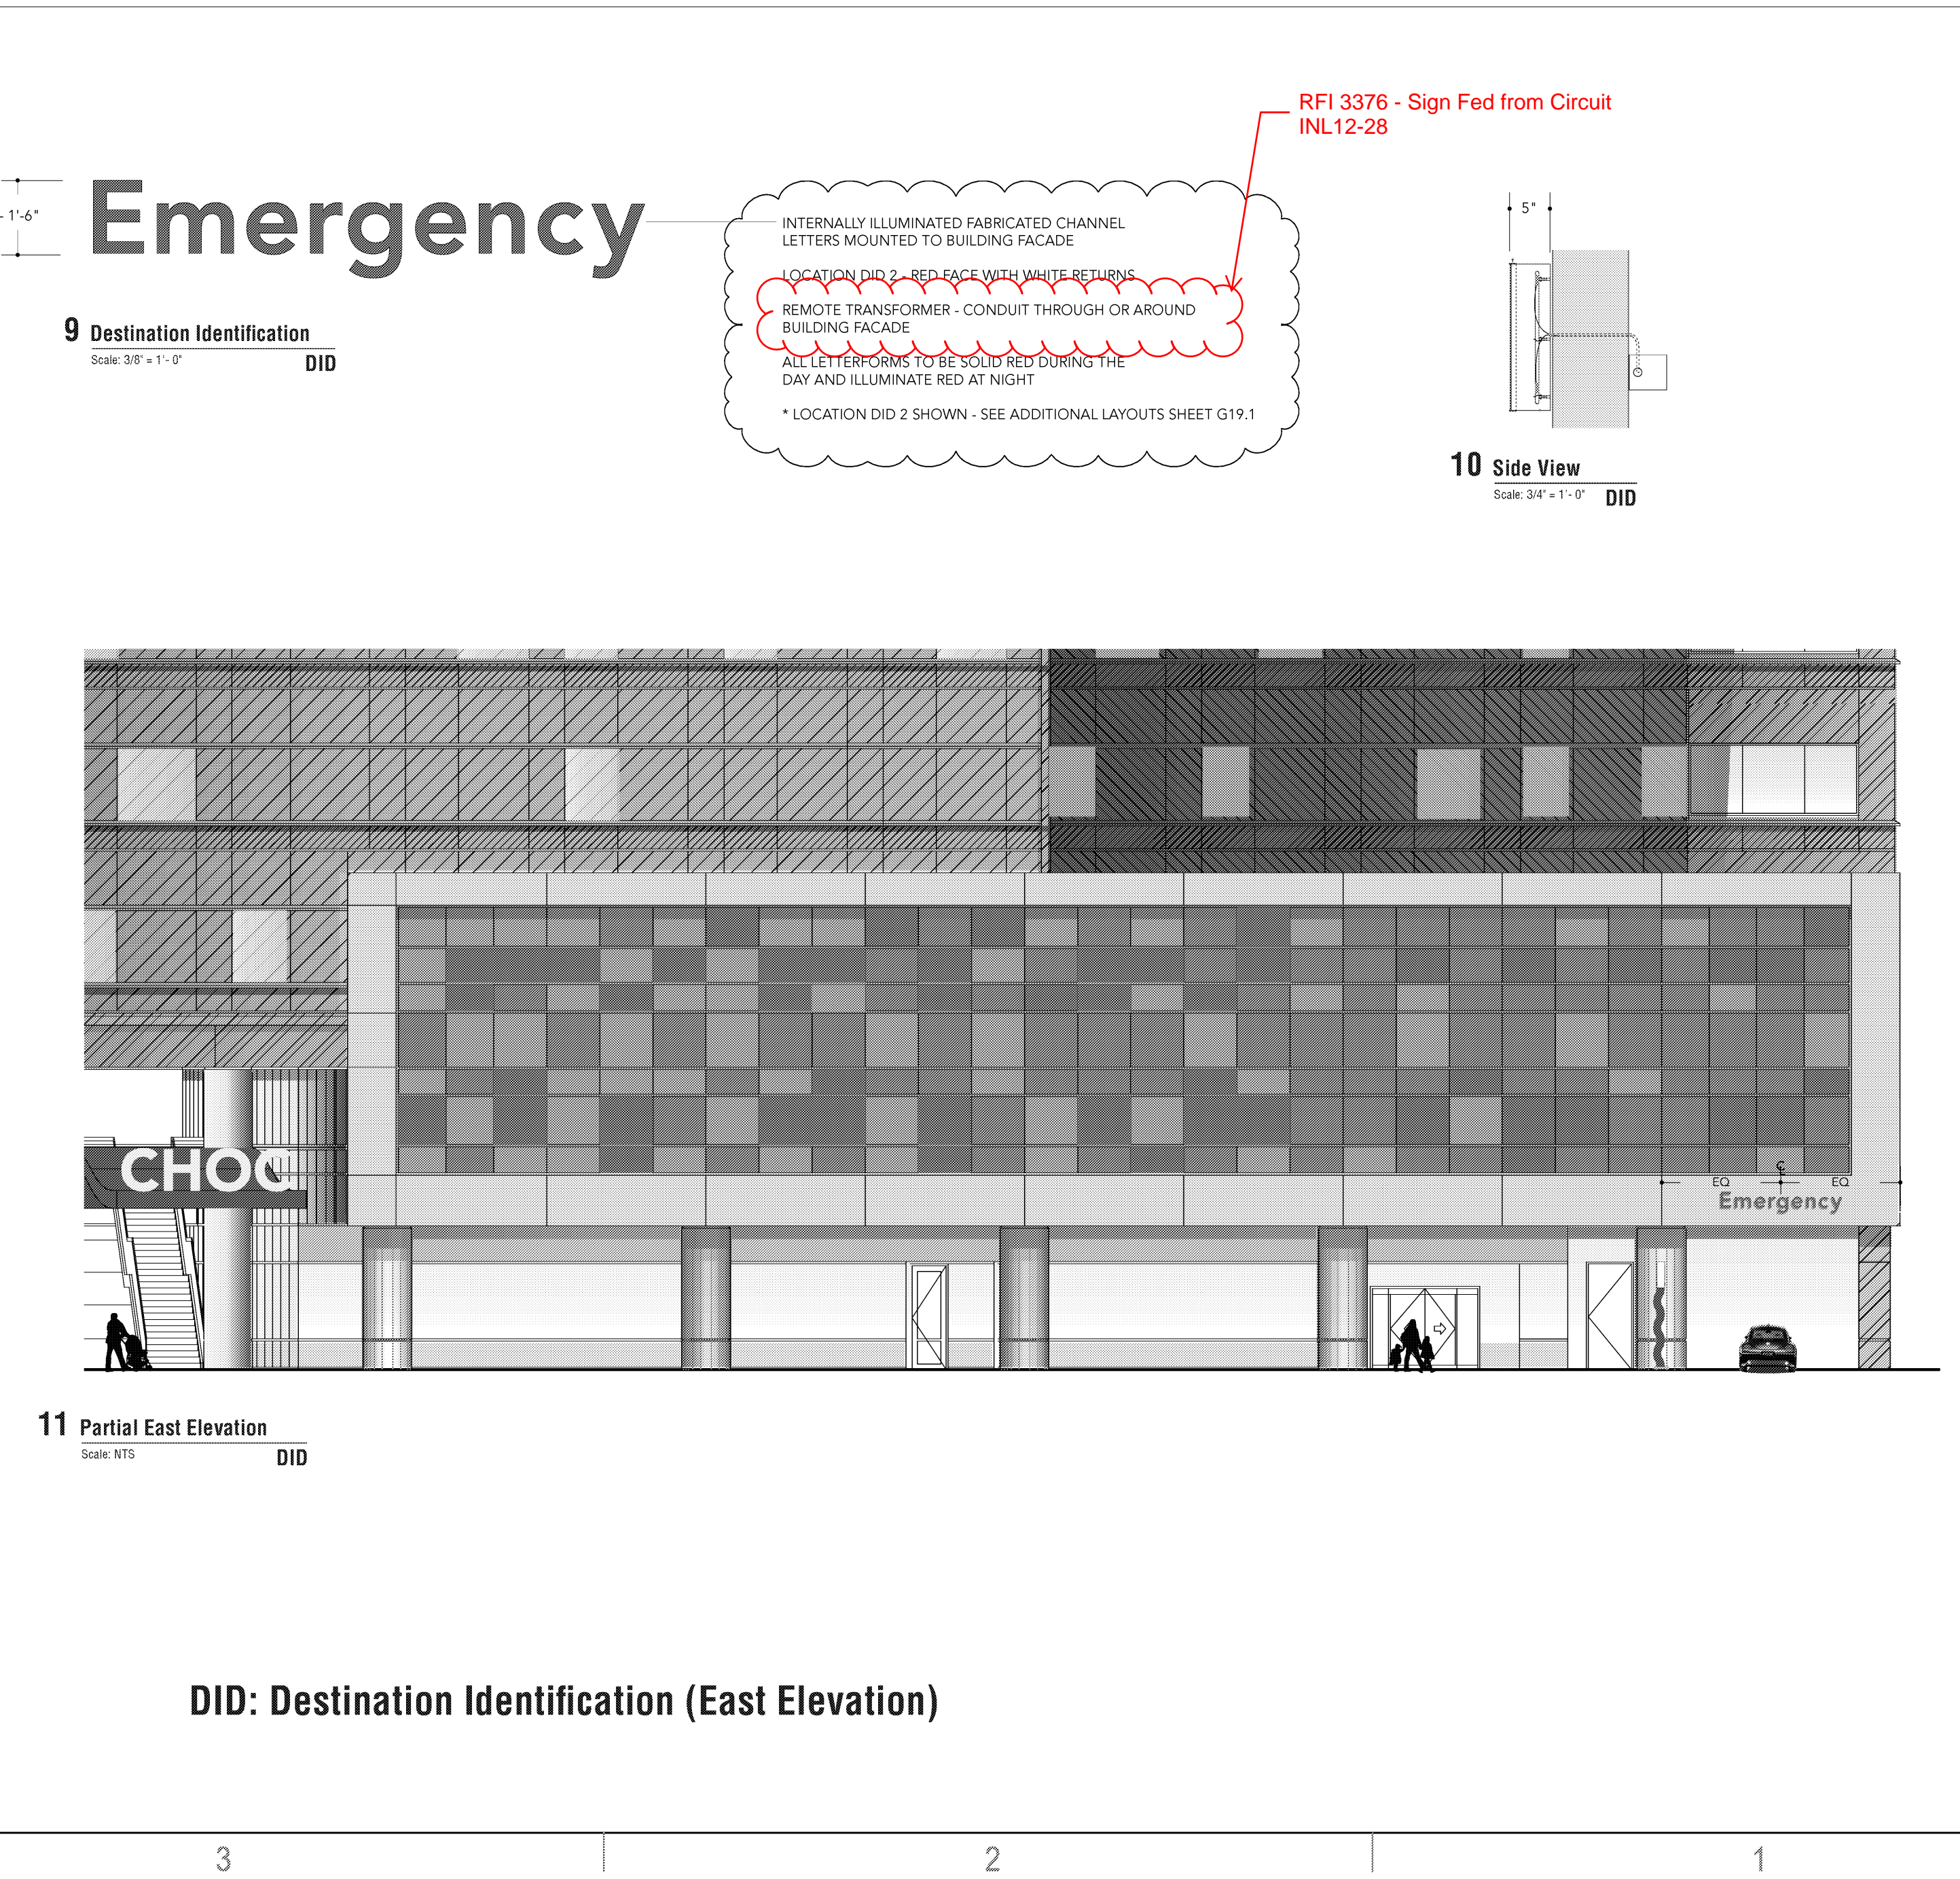 RFI 3376 - Sign Fed from Circuit
INL12-28
1'-6"
Emergency
INTERNALLY ILLUMINATED FABRICATED CHANNEL
LETTERS MOUNTED TO BUILDING FACADE
LOCATION DID 2 - RED FACE WITH WHITE RETURNS
REMOTE TRANSFORMER - CONDUIT THROUGH OR AROUND
BUILDING FACADE
ALL LETTERFORMS TO BE SOLID RED DURING THE
DAY AND ILLUMINATE RED AT NIGHT
* LOCATION DID 2 SHOWN - SEE ADDITIONAL LAYOUTS SHEET G19.1
5"
9 Destination Identification
Scale: 3/8" = 1'- 0" DID
10 Side View
Scale: 3/4" = 1'- 0" DID
CHOC
EQ EQ
Emergency
11 Partial East Elevation
Scale: NTS DID
DID: Destination Identification (East Elevation)
3 2 1